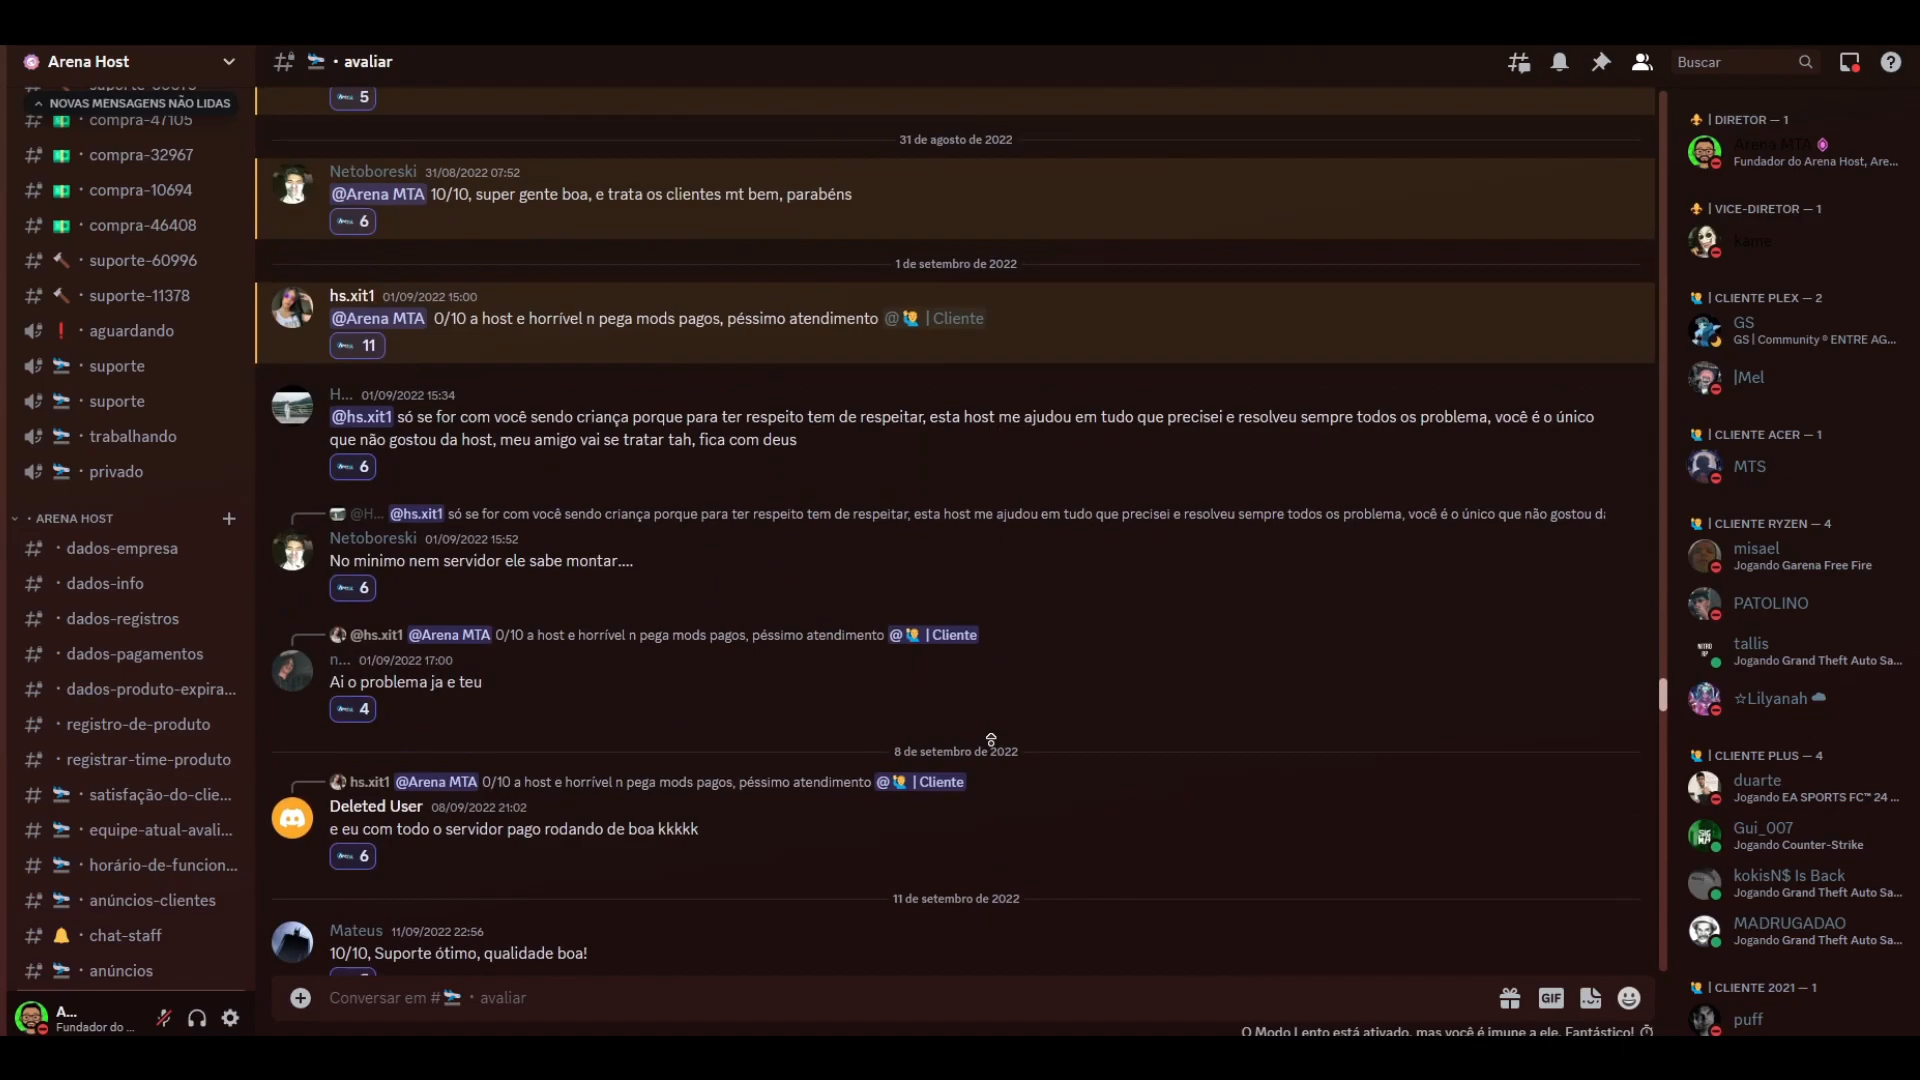 Arena Host
NOVAS MENSAGENS NÃO LIDAS
compra-47105
compra-32967
compra-10694
compra-46408
suporte-60996
suporte-11378
aguardando
suporte
suporte
trabalhando
privado
ARENA HOST
dados-empresa
dados-info
dados-registros
dados-pagamentos
dados-produto-expira...
registro-de-produto
registrar-time-produto
satisfação-do-clie...
equipe-atual-avali...
horário-de-funcion...
anúncios-clientes
chat-staff
anúncios
A...
Fundador do ...
avaliar
Buscar
5
31 de agosto de 2022
Netoboreski 31/08/2022 07:52
@Arena MTA 10/10, super gente boa, e trata os clientes mt bem, parabéns
6
1 de setembro de 2022
hs.xit1 01/09/2022 15:00
@Arena MTA 0/10 a host e horrível n pega mods pagos, péssimo atendimento @ | Cliente
11
H... 01/09/2022 15:34
@hs.xit1 só se for com você sendo criança porque para ter respeito tem de respeitar, esta host me ajudou em tudo que precisei e resolveu sempre todos os problema, você é o único
que não gostou da host, meu amigo vai se tratar tah, fica com deus
6
@H... @hs.xit1 só se for com você sendo criança porque para ter respeito tem de respeitar, esta host me ajudou em tudo que precisei e resolveu sempre todos os problema, você é o único que não gostou da
Netoboreski 01/09/2022 15:52
No minimo nem servidor ele sabe montar....
6
@hs.xit1 @Arena MTA 0/10 a host e horrível n pega mods pagos, péssimo atendimento @ | Cliente
n... 01/09/2022 17:00
Ai o problema ja e teu
4
8 de setembro de 2022
hs.xit1 @Arena MTA 0/10 a host e horrível n pega mods pagos, péssimo atendimento @ | Cliente
Deleted User 08/09/2022 21:02
e eu com todo o servidor pago rodando de boa kkkkk
6
11 de setembro de 2022
Mateus 11/09/2022 22:56
10/10, Suporte ótimo, qualidade boa!
Conversar em # · avaliar
GIF
O Modo Lento está ativado, mas você é imune a ele. Fantástico!
| DIRETOR — 1
Arena MTA
Fundador do Arena Host, Are...
| VICE-DIRETOR — 1
kame
| CLIENTE PLEX — 2
GS
GS | Community ® ENTRE AG...
|Mel
| CLIENTE ACER — 1
MTS
| CLIENTE RYZEN — 4
misael
Jogando Garena Free Fire
PATOLINO
tallis
Jogando Grand Theft Auto Sa...
☆Lilyanah
| CLIENTE PLUS — 4
duarte
Jogando EA SPORTS FC™ 24 ...
Gui_007
Jogando Counter-Strike
kokisN$ Is Back
Jogando Grand Theft Auto Sa...
MADRUGADAO
Jogando Grand Theft Auto Sa...
| CLIENTE 2021 — 1
puff